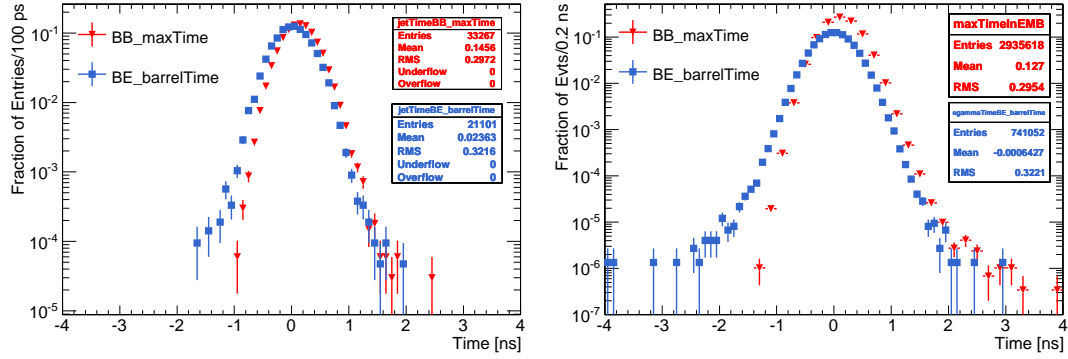 Fraction of Entries/100 ps
10⁻¹
10⁻²
10⁻³
10⁻⁴
10⁻⁵
BB_maxTime
BE_barrelTime
jetTimeBB_maxTime
Entries 33267
Mean 0.1456
RMS 0.2972
Underflow 0
Overflow 0
jetTimeBE_barrelTime
Entries 21101
Mean 0.02363
RMS 0.3216
Underflow 0
Overflow 0
-4 -3 -2 -1 0 1 2 3 4
Time [ns]
Fraction of Evts/0.2 ns
10⁻¹
10⁻²
10⁻³
10⁻⁴
10⁻⁵
10⁻⁶
10⁻⁷
BB_maxTime
BE_barrelTime
maxTimeInEMB
Entries 2935618
Mean 0.127
RMS 0.2954
egammaTimeBE_barrelTime
Entries 741052
Mean -0.0006427
RMS 0.3221
-4 -3 -2 -1 0 1 2 3 4
Time [ns]